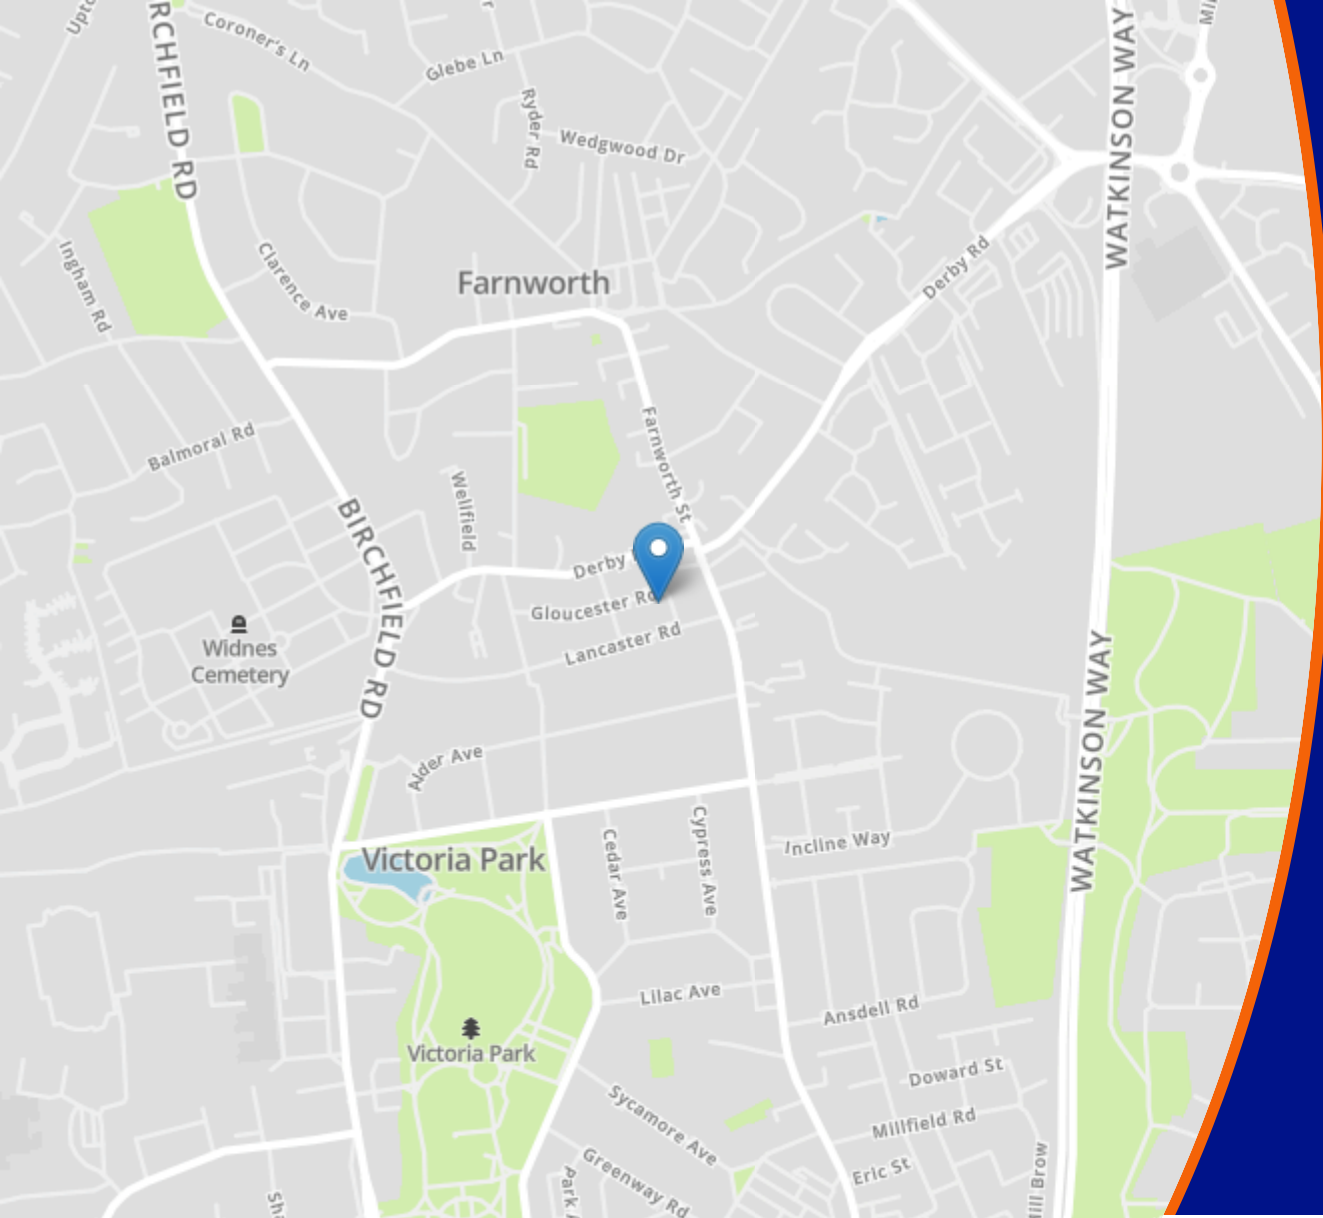 Coroner's Ln
Glebe Ln
BIRCHFIELD RD
WATKINSON WAY
Ryder Rd
Wedgwood Dr
Ingham Rd
Clarence Ave
Farnworth
Derby Rd
Balmoral Rd
Farnworth St
Wellfield
BIRCHFIELD RD
Derby
Gloucester Rd
Widnes
Cemetery
Lancaster Rd
WATKINSON WAY
Alder Ave
Victoria Park
Cedar Ave
Cypress Ave
Incline Way
Lilac Ave
Ansdell Rd
Victoria Park
Doward St
Sycamore Ave
Millfield Rd
Greenway Rd
Eric St
Park
Brow